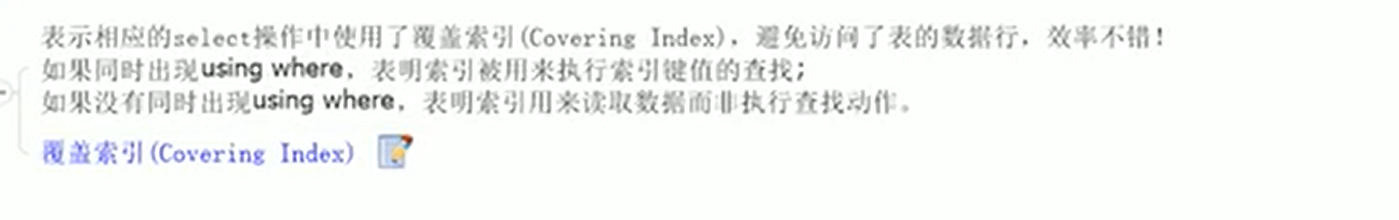 表示相应的select操作中使用了覆盖索引(Covering Index)，避免访问了表的数据行，效率不错！
如果同时出现using where，表明索引被用来执行索引键值的查找；
如果没有同时出现using where，表明索引用来读取数据而非执行查找动作。
覆盖索引(Covering Index)